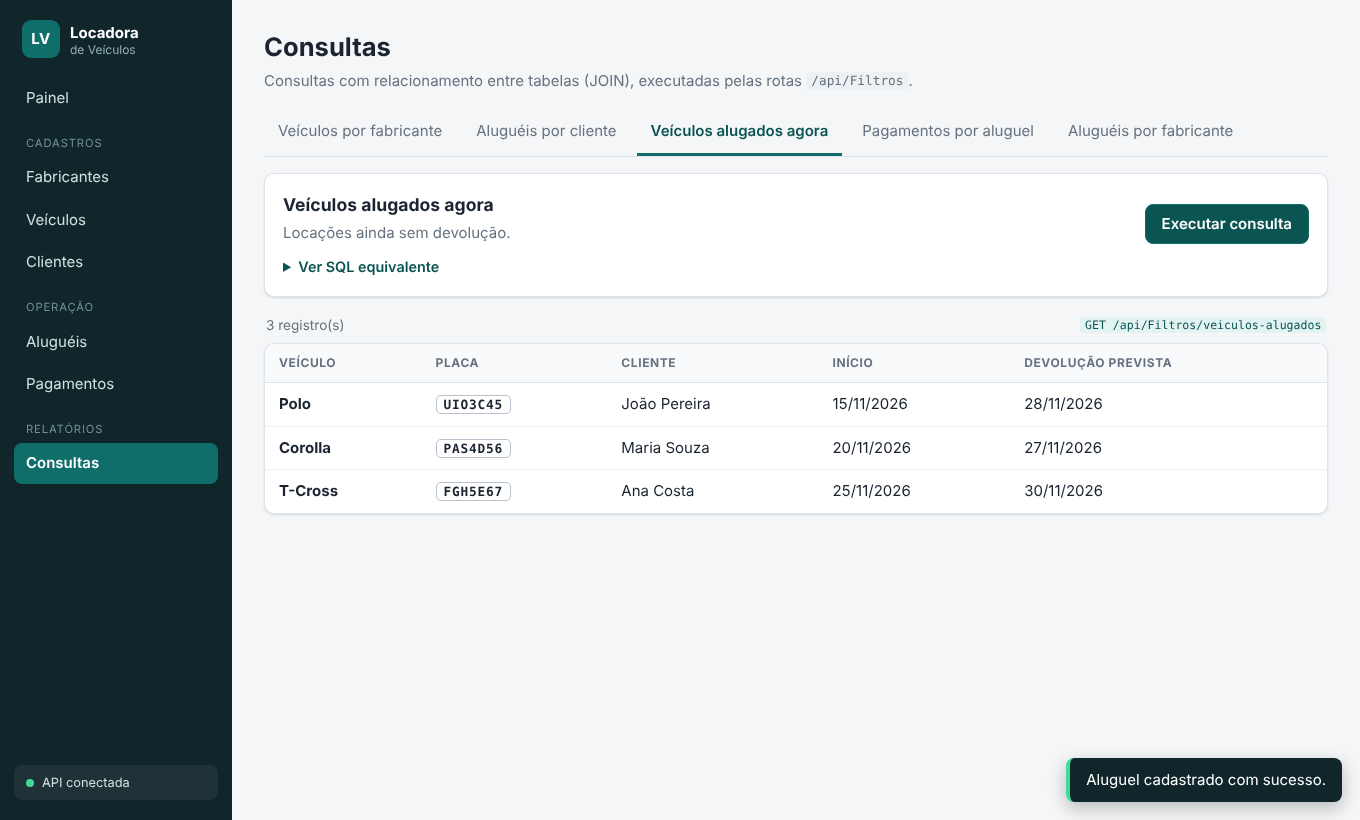 LV
Locadora
de Veículos
Painel
CADASTROS
Fabricantes
Veículos
Clientes
OPERAÇÃO
Aluguéis
Pagamentos
RELATÓRIOS
Consultas
API conectada
Consultas
Consultas com relacionamento entre tabelas (JOIN), executadas pelas rotas /api/Filtros.
Veículos por fabricante Aluguéis por cliente Veículos alugados agora Pagamentos por aluguel Aluguéis por fabricante
Veículos alugados agora
Locações ainda sem devolução.
Executar consulta
▶ Ver SQL equivalente
3 registro(s) GET /api/Filtros/veiculos-alugados
VEÍCULO PLACA CLIENTE INÍCIO DEVOLUÇÃO PREVISTA
Polo UIO3C45 João Pereira 15/11/2026 28/11/2026
Corolla PAS4D56 Maria Souza 20/11/2026 27/11/2026
T-Cross FGH5E67 Ana Costa 25/11/2026 30/11/2026
Aluguel cadastrado com sucesso.